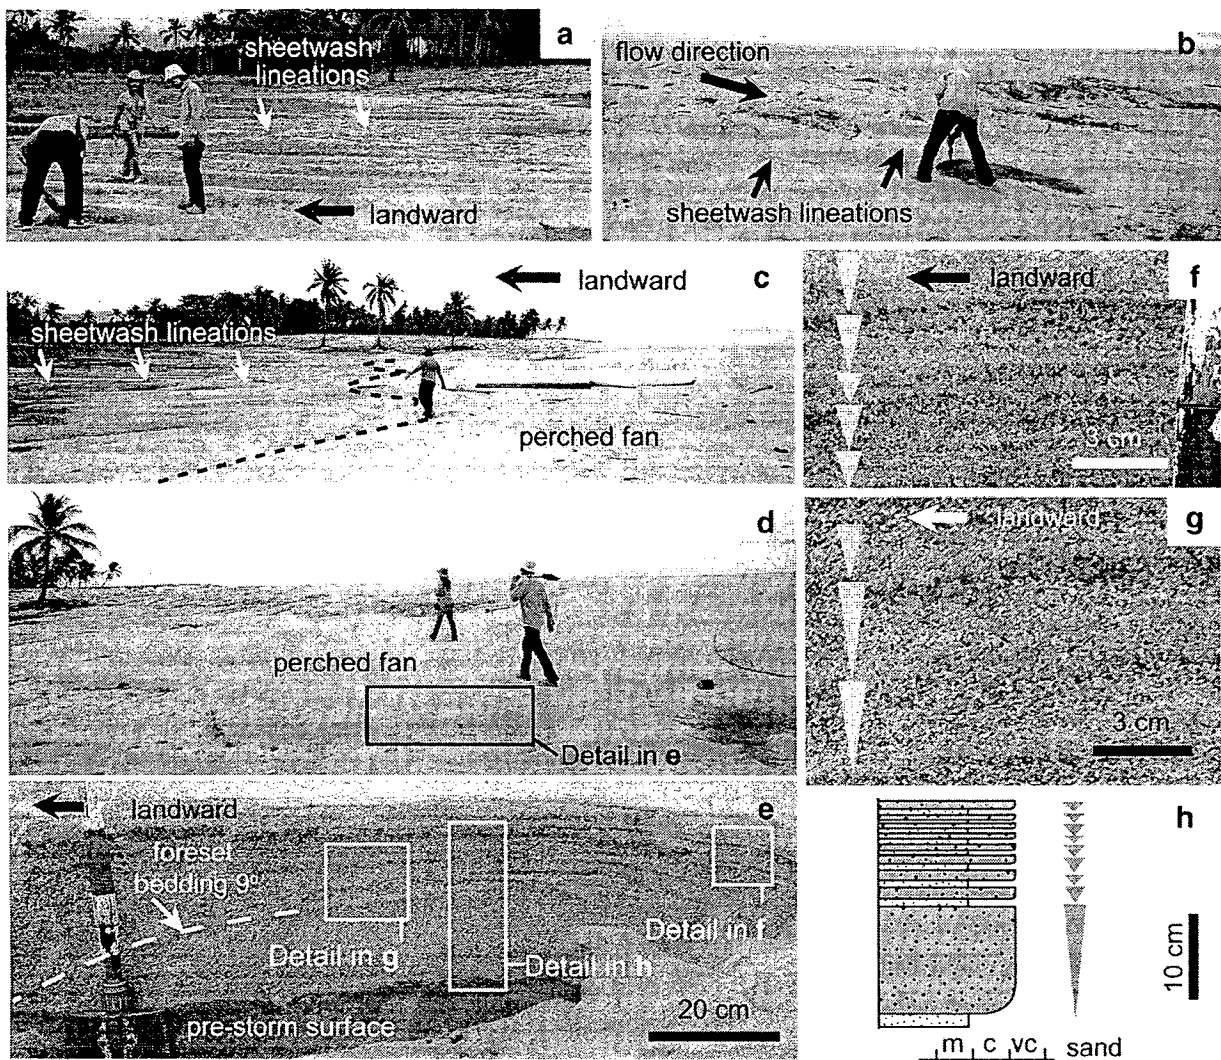 a
sheetwash
lineations
landward
b
flow direction
sheetwash lineations
c
landward
sheetwash lineations
perched fan
d
perched fan
Detail in e
e
landward
foreset
bedding 9°
Detail in g
Detail in h
Detail in f
pre-storm surface
20 cm
f
landward
3 cm
g
landward
3 cm
h
10 cm
m c vc sand